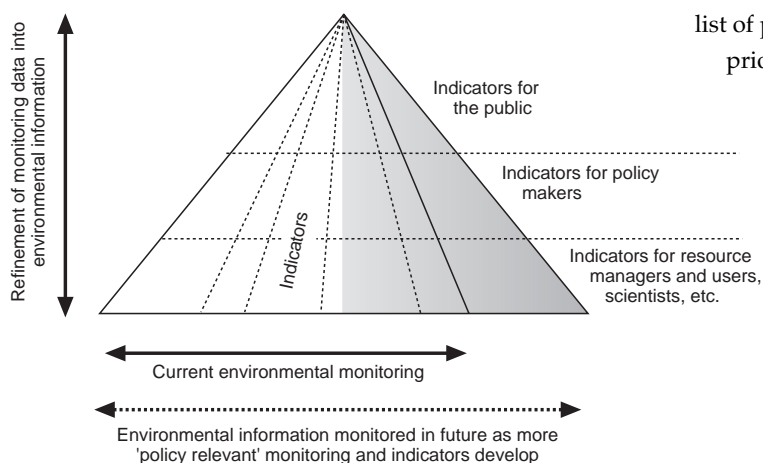 list of p
prio
Refinement of monitoring data into
environmental information
Indicators for
the public
Indicators for policy
makers
Indicators
Indicators for resource
managers and users,
scientists, etc.
Current environmental monitoring
Environmental information monitored in future as more
'policy relevant' monitoring and indicators develop